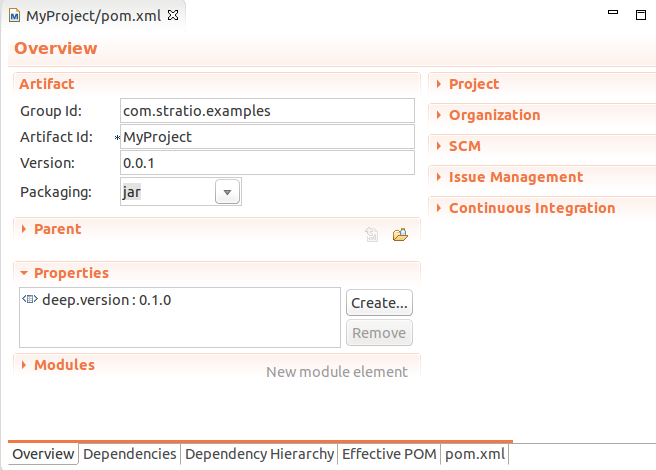 MyProject/pom.xml
Overview
Artifact
Group Id: com.stratio.examples
Artifact Id: * MyProject
Version: 0.0.1
Packaging: jar
Parent
Properties
deep.version : 0.1.0
Create...
Remove
Modules
New module element
Project
Organization
SCM
Issue Management
Continuous Integration
Overview Dependencies Dependency Hierarchy Effective POM pom.xml